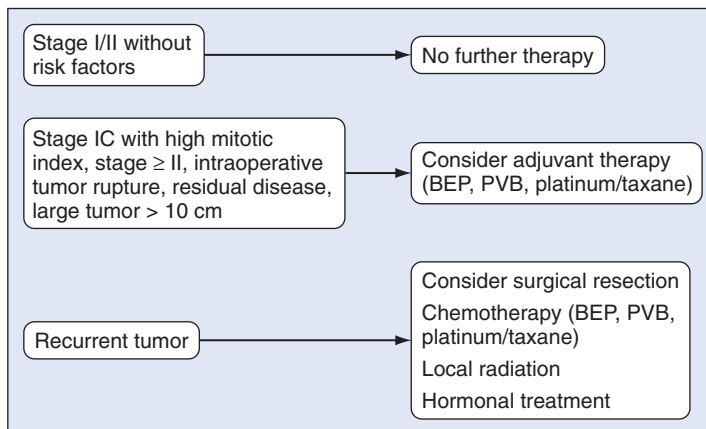 Stage I/II without
risk factors
No further therapy
Stage IC with high mitotic
index, stage ≥ II, intraoperative
tumor rupture, residual disease,
large tumor > 10 cm
Consider adjuvant therapy
(BEP, PVB, platinum/taxane)
Recurrent tumor
Consider surgical resection
Chemotherapy (BEP, PVB,
platinum/taxane)
Local radiation
Hormonal treatment